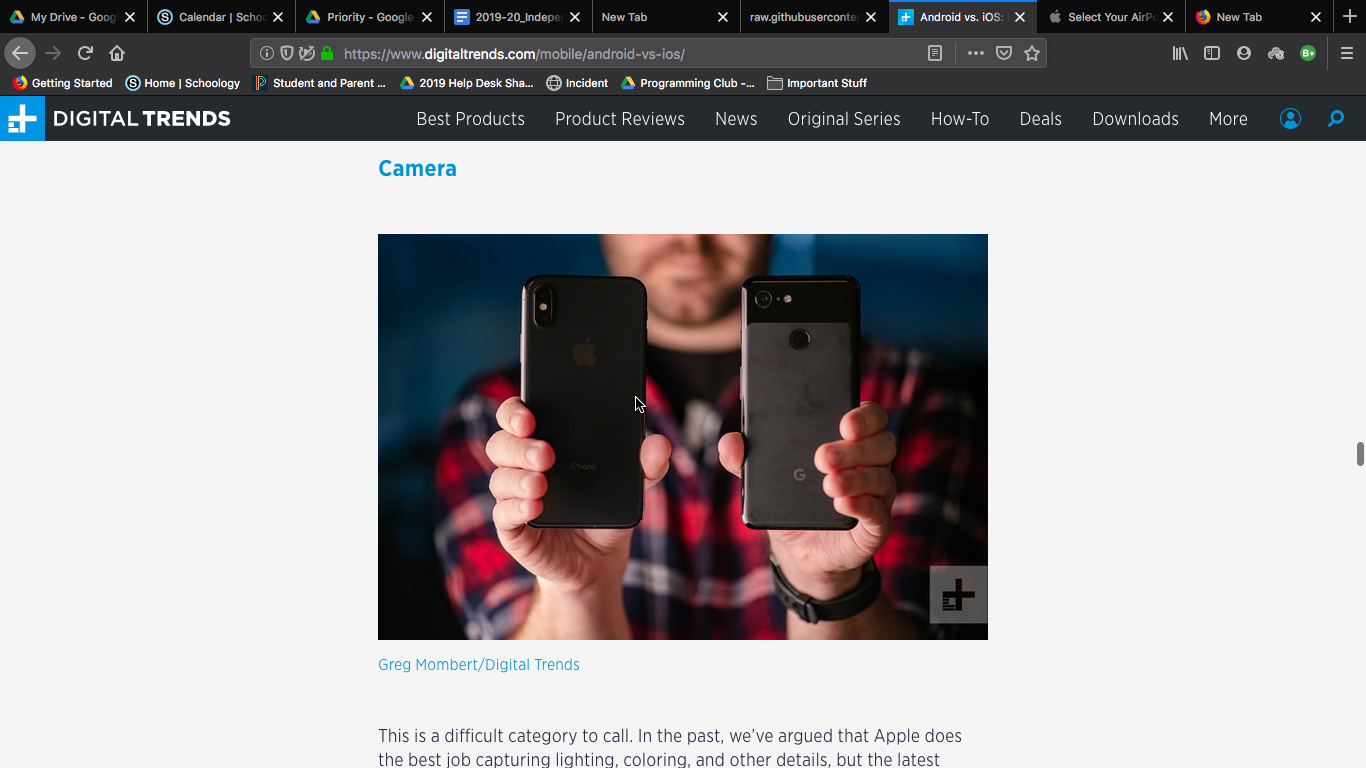 My Drive - Goog
Calendar | Schoo
Priority - Google
2019-20_Indeper
New Tab
raw.githubuserconter
Android vs. iOS:
Select Your AirPo
New Tab
https://www.digitaltrends.com/mobile/android-vs-ios/
Getting Started
Home | Schoology
Student and Parent ...
2019 Help Desk Sha...
Incident
Programming Club -...
Important Stuff
DIGITAL TRENDS
Best Products
Product Reviews
News
Original Series
How-To
Deals
Downloads
More
Camera
iPhone
G
Greg Mombert/Digital Trends
This is a difficult category to call. In the past, we've argued that Apple does
the best job capturing lighting, coloring, and other details, but the latest